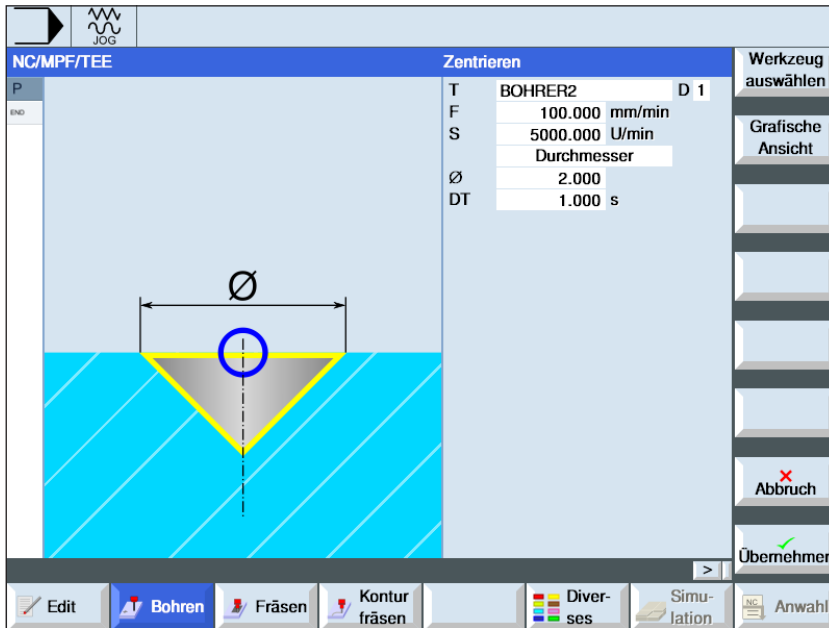 JOG
NC/MPF/TEE
Zentrieren
P
END
T BOHRER2 D 1
F 100.000 mm/min
S 5000.000 U/min
Durchmesser
Ø 2.000
DT 1.000 s
Ø
Werkzeug
auswählen
Grafische
Ansicht
Abbruch
Übernehmen
>
Edit
Bohren
Fräsen
Kontur
fräsen
Diver-
ses
Simu-
lation
NC
Anwahl